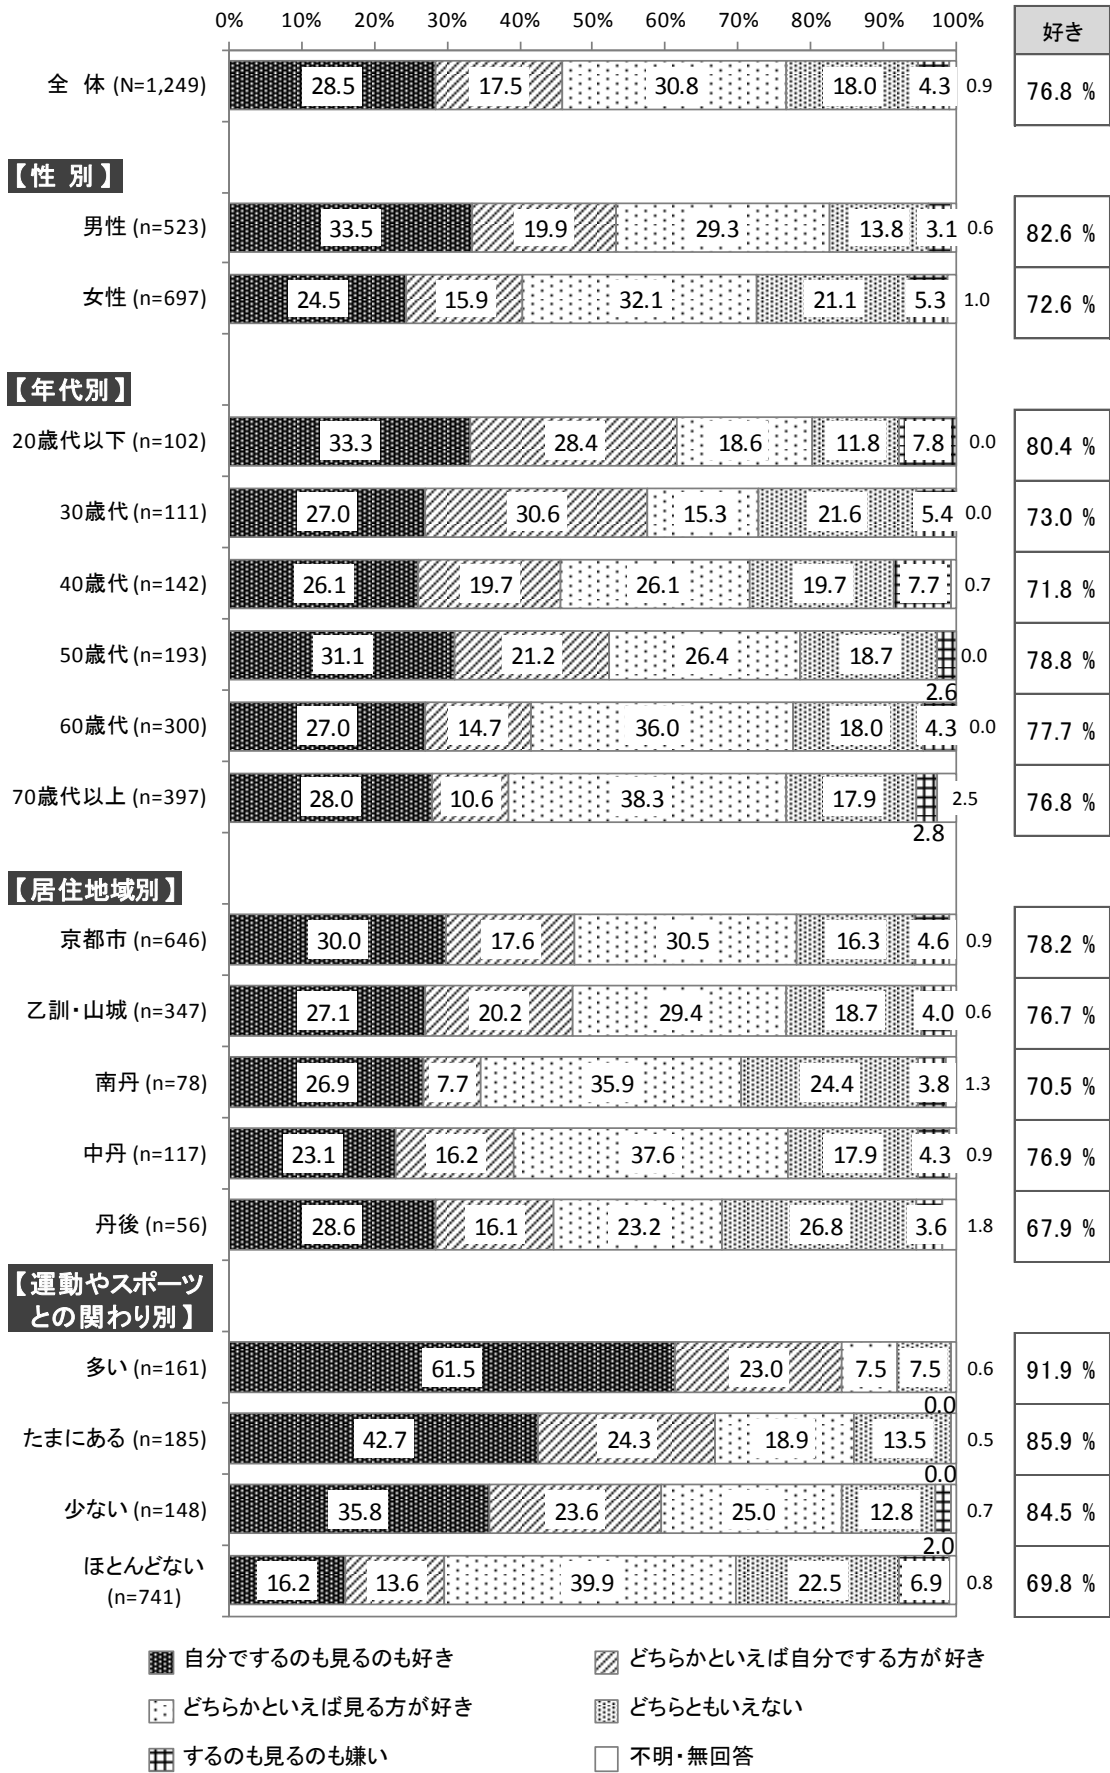 0% 10% 20% 30% 40% 50% 60% 70% 80% 90% 100%
好き
全 体 (N=1,249) 28.5 17.5 30.8 18.0 4.3 0.9 76.8 %
【性 別】
男性 (n=523) 33.5 19.9 29.3 13.8 3.1 0.6 82.6 %
女性 (n=697) 24.5 15.9 32.1 21.1 5.3 1.0 72.6 %
【年代別】
20歳代以下 (n=102) 33.3 28.4 18.6 11.8 7.8 0.0 80.4 %
30歳代 (n=111) 27.0 30.6 15.3 21.6 5.4 0.0 73.0 %
40歳代 (n=142) 26.1 19.7 26.1 19.7 7.7 0.7 71.8 %
50歳代 (n=193) 31.1 21.2 26.4 18.7 2.6 0.0 78.8 %
60歳代 (n=300) 27.0 14.7 36.0 18.0 4.3 0.0 77.7 %
70歳代以上 (n=397) 28.0 10.6 38.3 17.9 2.8 2.5 76.8 %
【居住地域別】
京都市 (n=646) 30.0 17.6 30.5 16.3 4.6 0.9 78.2 %
乙訓・山城 (n=347) 27.1 20.2 29.4 18.7 4.0 0.6 76.7 %
南丹 (n=78) 26.9 7.7 35.9 24.4 3.8 1.3 70.5 %
中丹 (n=117) 23.1 16.2 37.6 17.9 4.3 0.9 76.9 %
丹後 (n=56) 28.6 16.1 23.2 26.8 3.6 1.8 67.9 %
【運動やスポーツ
との関わり別】
多い (n=161) 61.5 23.0 7.5 7.5 0.0 0.6 91.9 %
たまにある (n=185) 42.7 24.3 18.9 13.5 0.0 0.5 85.9 %
少ない (n=148) 35.8 23.6 25.0 12.8 2.0 0.7 84.5 %
ほとんどない
(n=741) 16.2 13.6 39.9 22.5 6.9 0.8 69.8 %
自分でするのも見るのも好き
どちらかといえば自分でする方が好き
どちらかといえば見る方が好き
どちらともいえない
するのも見るのも嫌い
不明・無回答